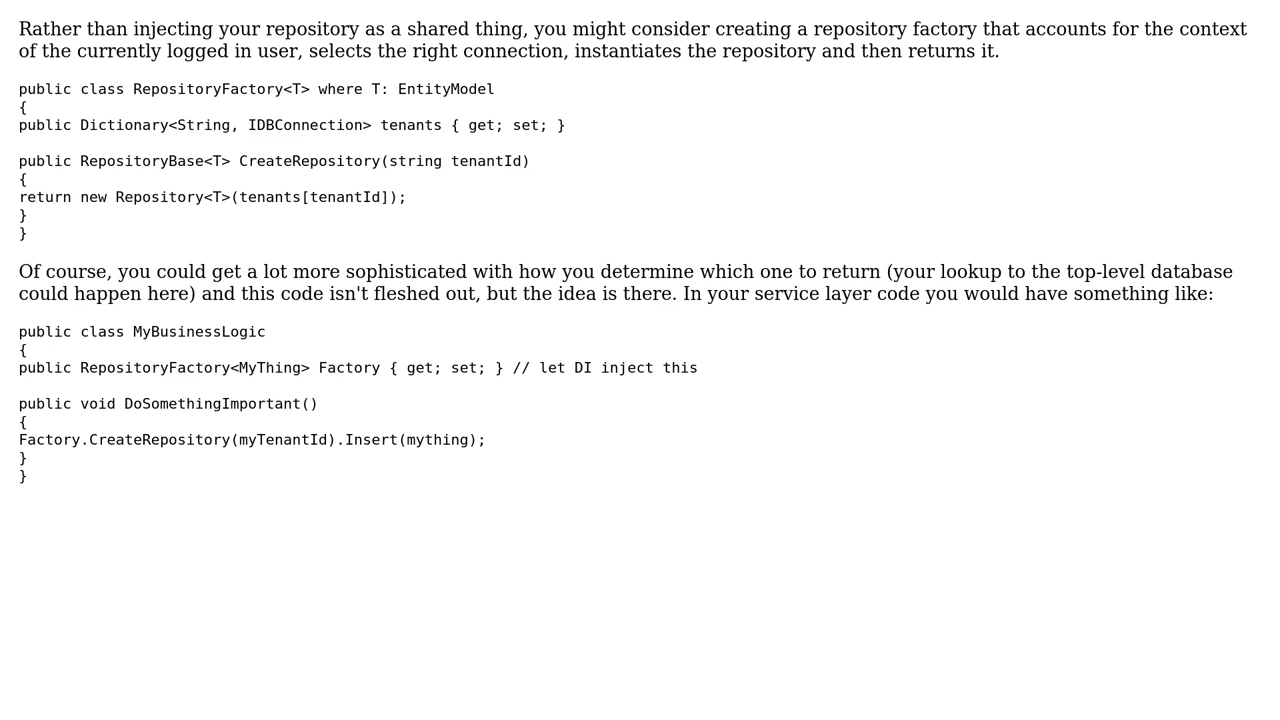 Rather than injecting your repository as a shared thing, you might consider creating a repository factory that accounts for the context
of the currently logged in user, selects the right connection, instantiates the repository and then returns it.
public class RepositoryFactory<T> where T: EntityModel
{
public Dictionary<String, IDBConnection> tenants { get; set; }
public RepositoryBase<T> CreateRepository(string tenantId)
{
return new Repository<T>(tenants[tenantId]);
}
}
Of course, you could get a lot more sophisticated with how you determine which one to return (your lookup to the top-level database
could happen here) and this code isn't fleshed out, but the idea is there. In your service layer code you would have something like:
public class MyBusinessLogic
{
public RepositoryFactory<MyThing> Factory { get; set; } // let DI inject this
public void DoSomethingImportant()
{
Factory.CreateRepository(myTenantId).Insert(mything);
}
}